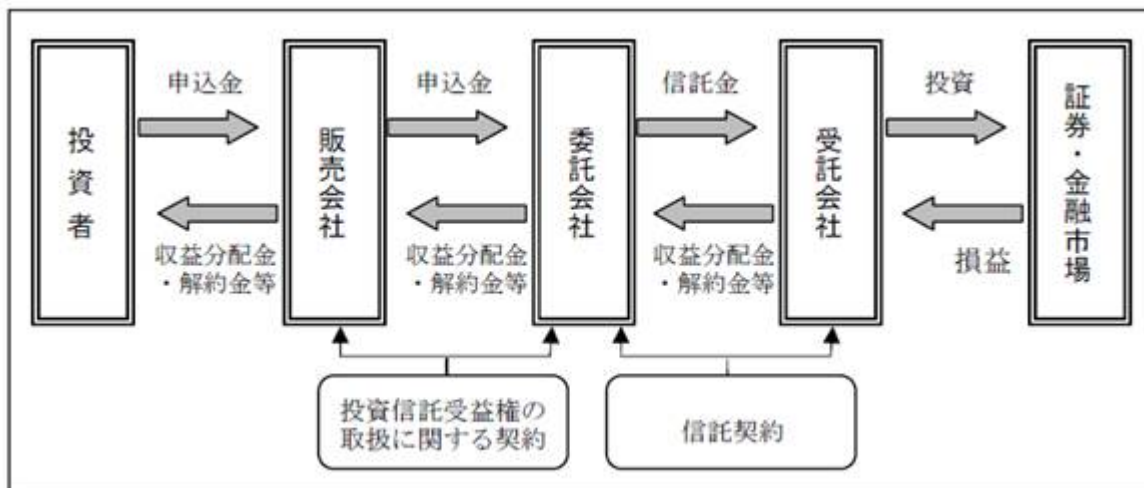 投資者
申込金
収益分配金
・解約金等
販売会社
申込金
収益分配金
・解約金等
委託会社
信託金
収益分配金
・解約金等
受託会社
投資
損益
証券・金融市場
投資信託受益権の
取扱に関する契約
信託契約